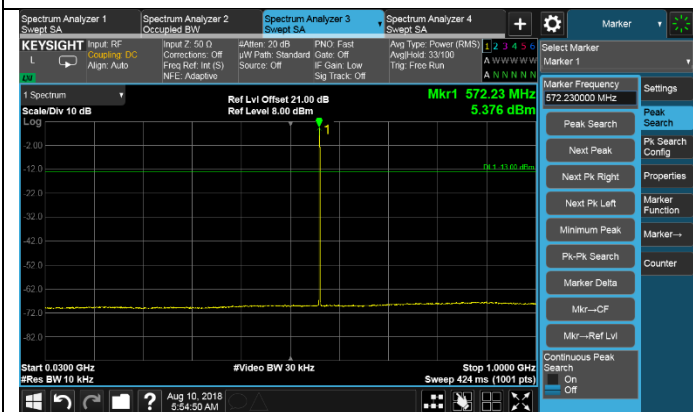 Spectrum Analyzer 1
Swept SA
Spectrum Analyzer 2
Occupied BW
Spectrum Analyzer 3
Swept SA
Spectrum Analyzer 4
Swept SA
+
Marker
KEYSIGHT
L
Input: RF
Coupling: DC
Align: Auto
Input Z: 50 Ω
Corrections: Off
Freq Ref: Int (S)
NFE: Adaptive
#Atten: 20 dB
µW Path: Standard
Source: Off
PNO: Fast
Gate: Off
IF Gain: Low
Sig Track: Off
Avg Type: Power (RMS)
Avg|Hold: 33/100
Trig: Free Run
1 2 3 4 5 6
A W W W W W
A N N N N N
Select Marker
Marker 1
1 Spectrum
Scale/Div 10 dB
Log
Ref Lvl Offset 21.00 dB
Ref Level 8.00 dBm
Mkr1 572.23 MHz
5.376 dBm
1
DL1 -13.00 dBm
-2.00
-12.0
-22.0
-32.0
-42.0
-52.0
-62.0
-72.0
-82.0
Start 0.0300 GHz
#Res BW 10 kHz
#Video BW 30 kHz
Stop 1.0000 GHz
Sweep 424 ms (1001 pts)
Marker Frequency
572.230000 MHz
Peak Search
Next Peak
Next Pk Right
Next Pk Left
Minimum Peak
Pk-Pk Search
Marker Delta
Mkr→CF
Mkr→Ref Lvl
Continuous Peak
Search
On
Off
Settings
Peak
Search
Pk Search
Config
Properties
Marker
Function
Marker→
Counter
?
Aug 10, 2018
5:54:50 AM